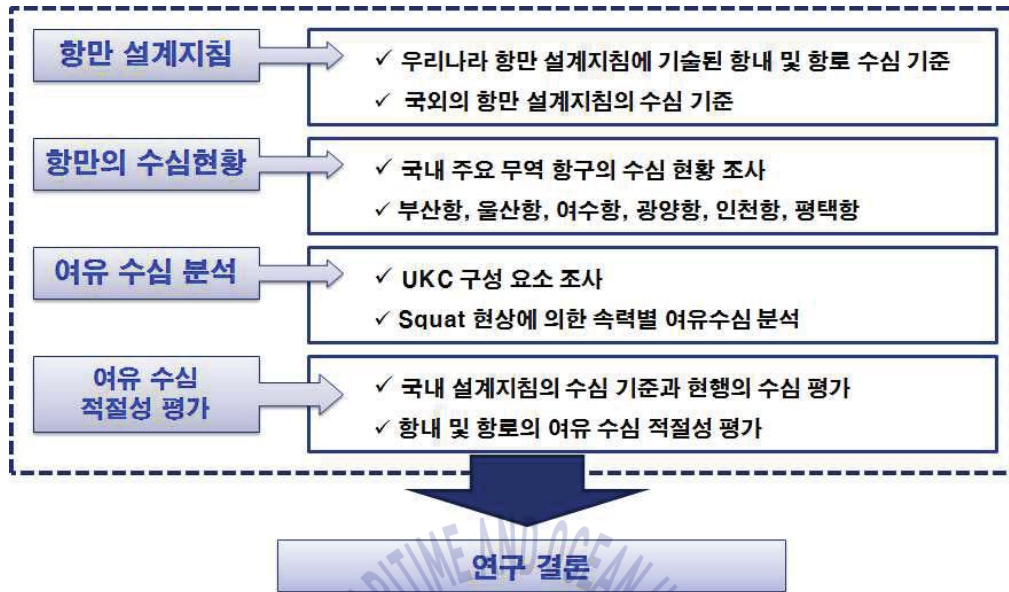 항만 설계지침
✓ 우리나라 항만 설계지침에 기술된 항내 및 항로 수심 기준
✓ 국외의 항만 설계지침의 수심 기준
항만의 수심현황
✓ 국내 주요 무역 항구의 수심 현황 조사
✓ 부산항, 울산항, 여수항, 광양항, 인천항, 평택항
여유 수심 분석
✓ UKC 구성 요소 조사
✓ Squat 현상에 의한 속력별 여유수심 분석
여유 수심
적절성 평가
✓ 국내 설계지침의 수심 기준과 현행의 수심 평가
✓ 항내 및 항로의 여유 수심 적절성 평가
AND OCEAN
연구 결론